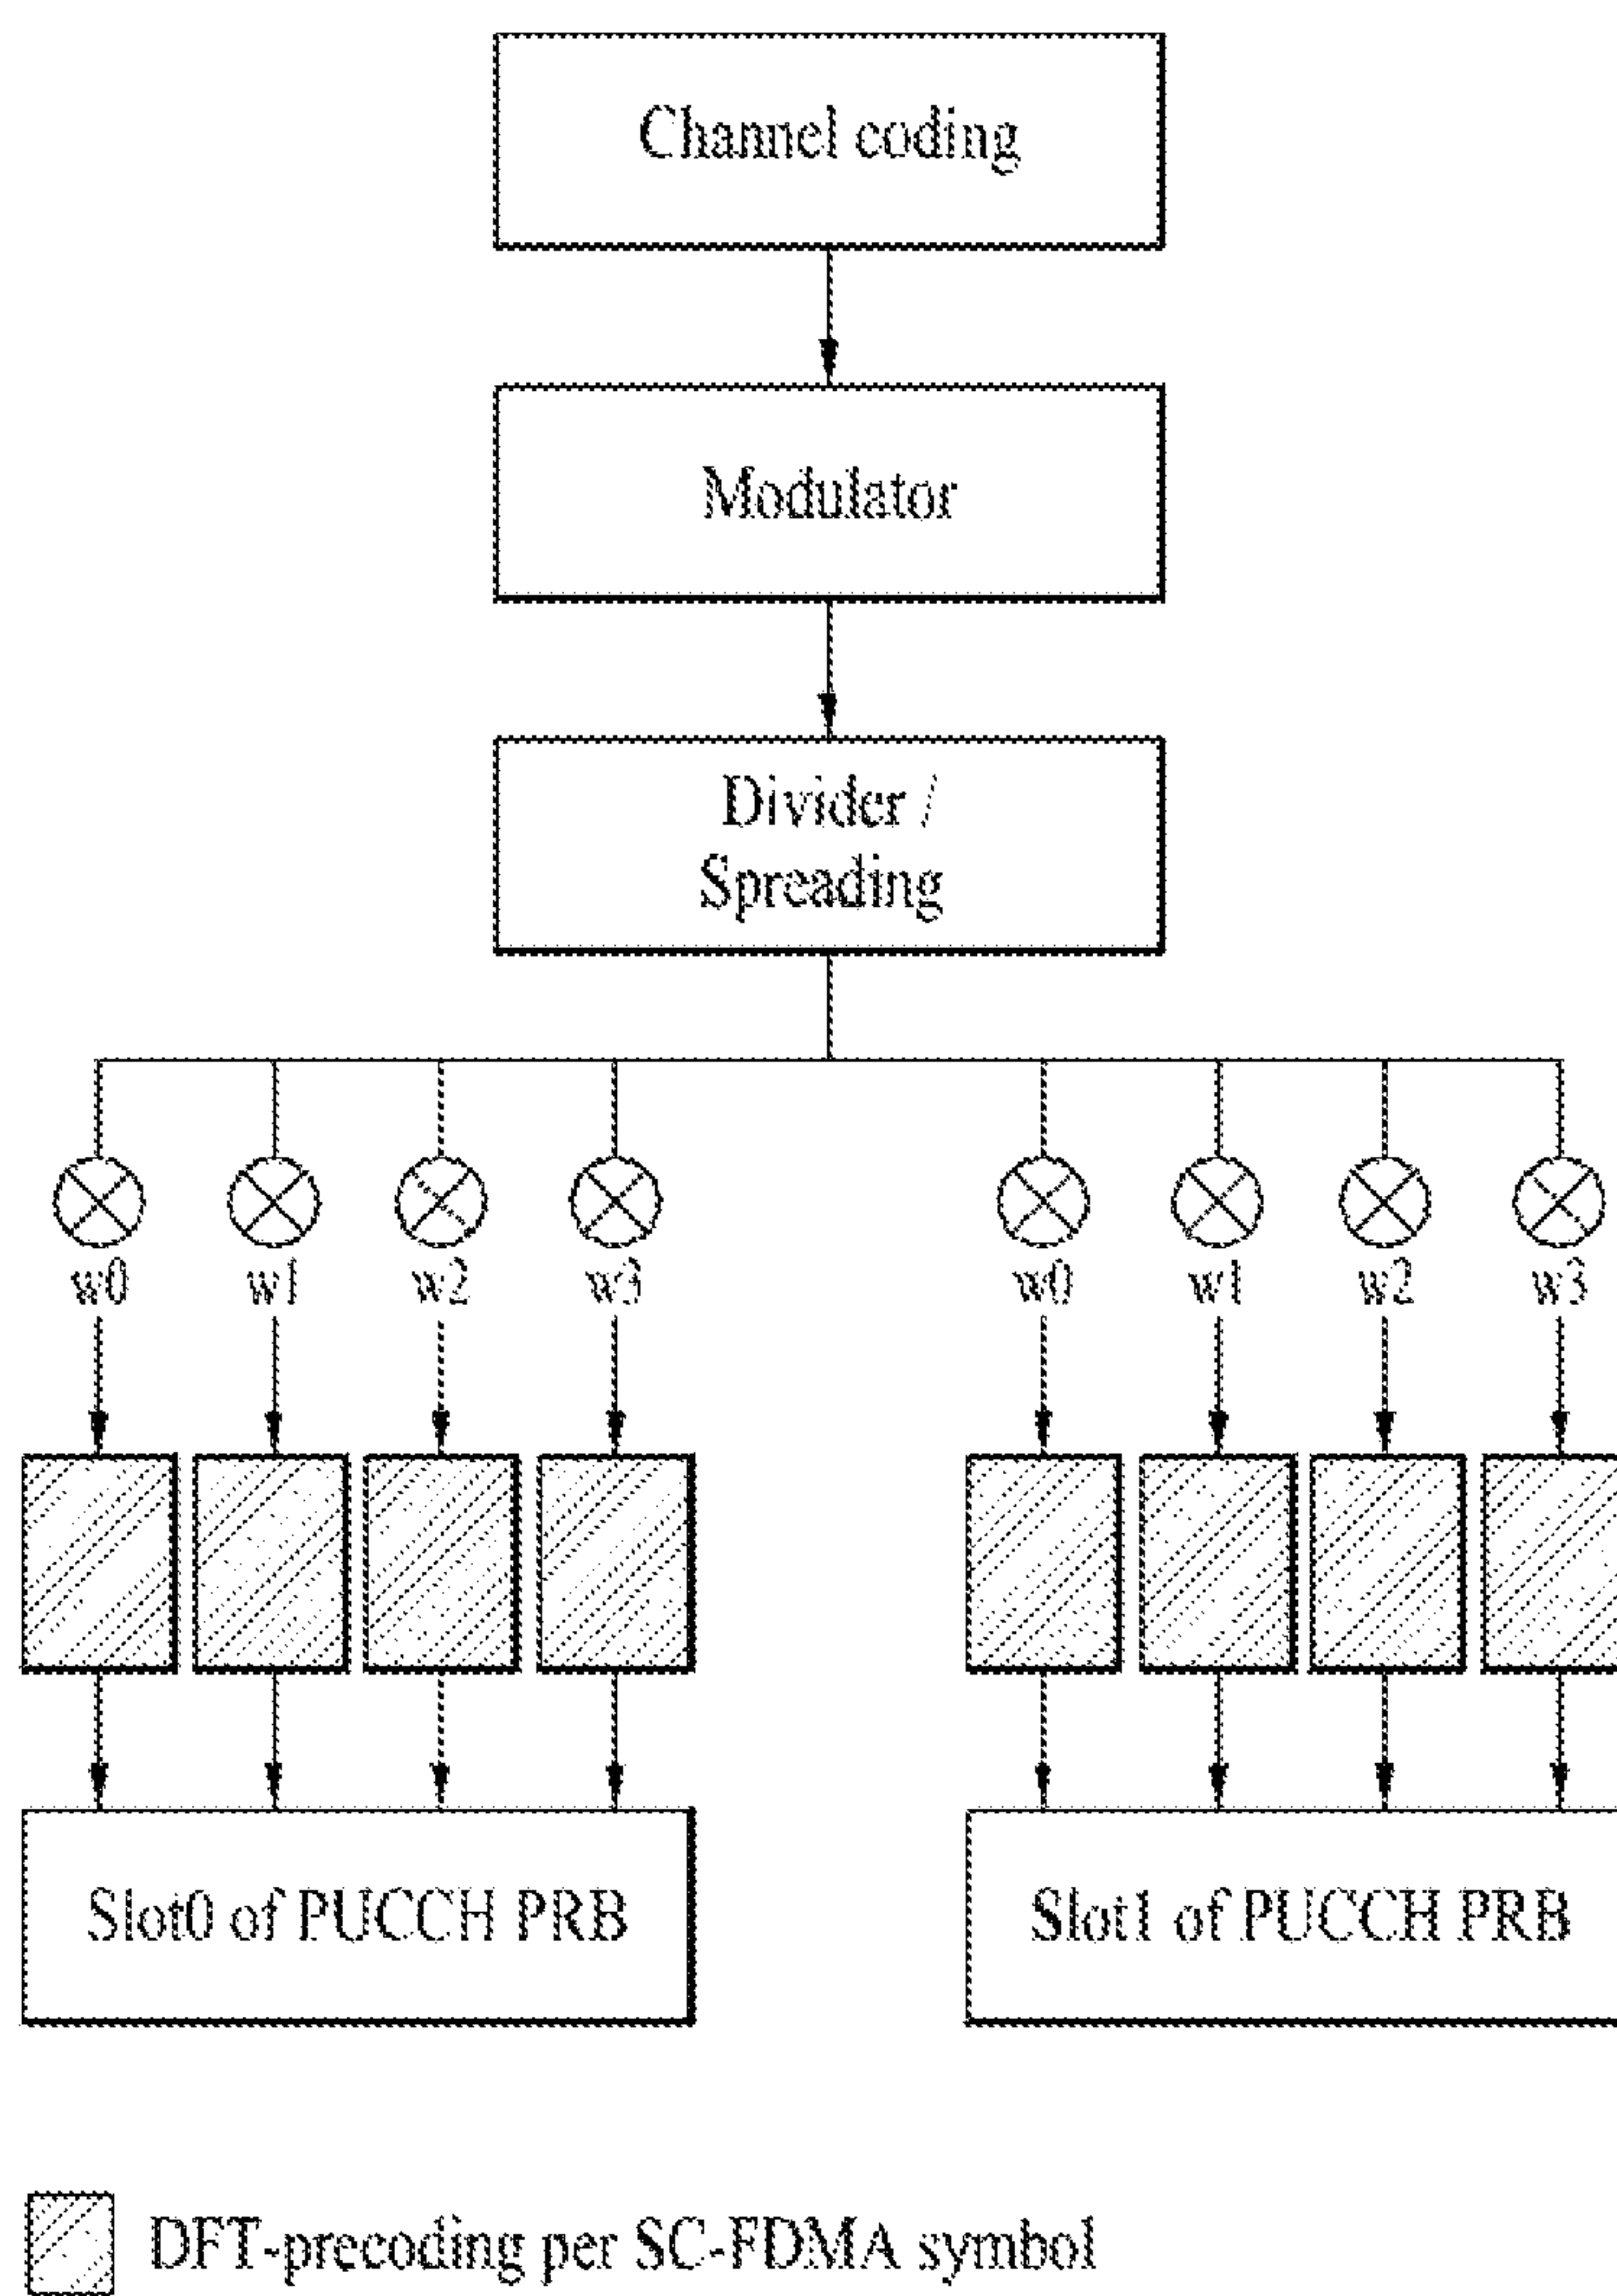 Channel coding
Modulator
Divider /
Spreading
w0 w1 w2 w3 w0 w1 w2 w3
Slot0 of PUCCH PRB Slot1 of PUCCH PRB
DFT-precoding per SC-FDMA symbol